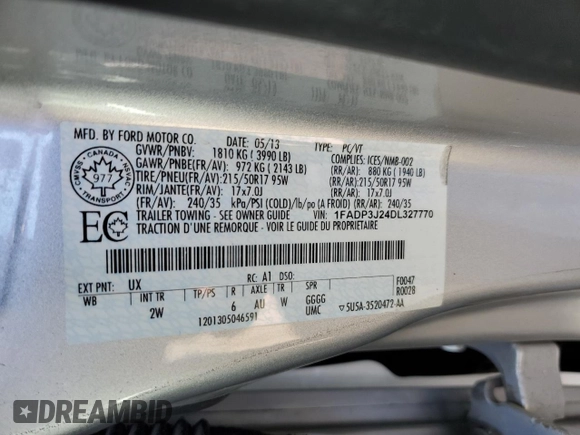 MFD. BY FORD MOTOR CO.
DATE: 05/13 TYPE: PC/VT
GVWR/PNBV: 1810 KG ( 3990 LB) COMPLIES: ICES/NMB-002
GAWR/PNBE(FR/AV): 972 KG ( 2143 LB) (RR/AR): 880 KG ( 1940 LB)
TIRE/PNEU(FR/AV):215/50R17 95W (RR/AR):215/50R17 95W
RIM/JANTE(FR/AV): 17x7.0J (RR/AR): 17x7.0J
(FR/AV): 240/35 kPa/PSI (COLD)/lb/po (A FROID) (RR/AR): 240/35
TRAILER TOWING - SEE OWNER GUIDE VIN: 1FADP3J24DL327770
TRACTION D'UNE REMORQUE - VOIR LE GUIDE DU PROPRIETAIRE
CMVSS • CANADA • NSVAC
977
TRANSPORT
EC
EXT PNT: UX RC: A1 DSO: F0047
WB INT TR TP/PS R AXLE TR SPR R0028
2W 6 AU W GGGG
1201305046591 UMC
SU5A-3520472-AA
DREAMBID